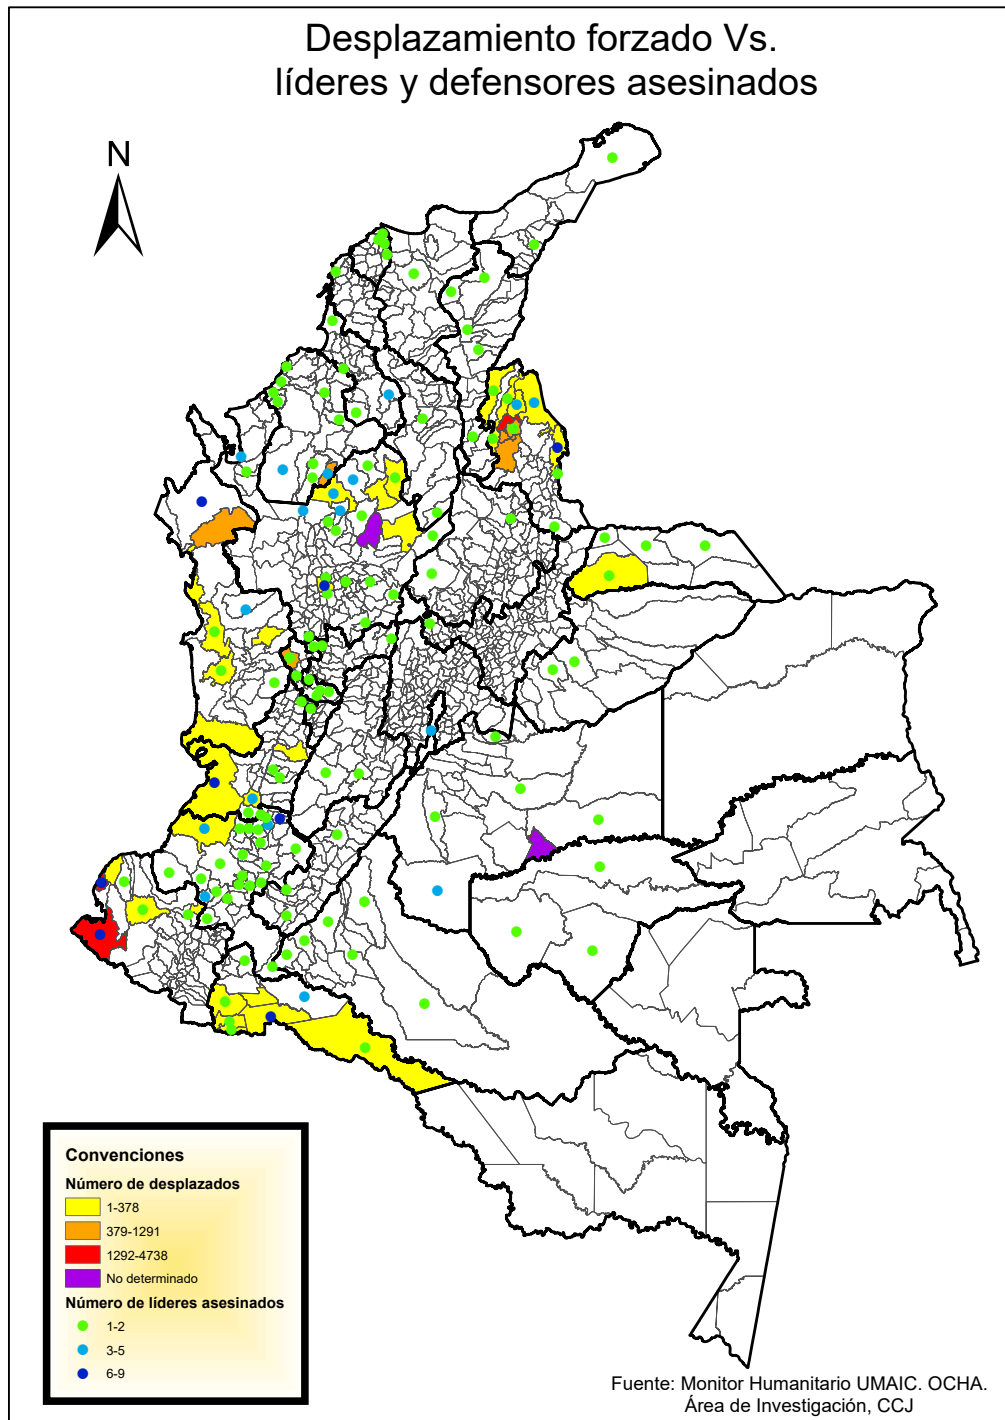 Desplazamiento forzado Vs.
líderes y defensores asesinados
N
Convenciones
Número de desplazados
1-378
379-1291
1292-4738
No determinado
Número de líderes asesinados
1-2
3-5
6-9
Fuente: Monitor Humanitario UMAIC. OCHA.
Área de Investigación, CCJ